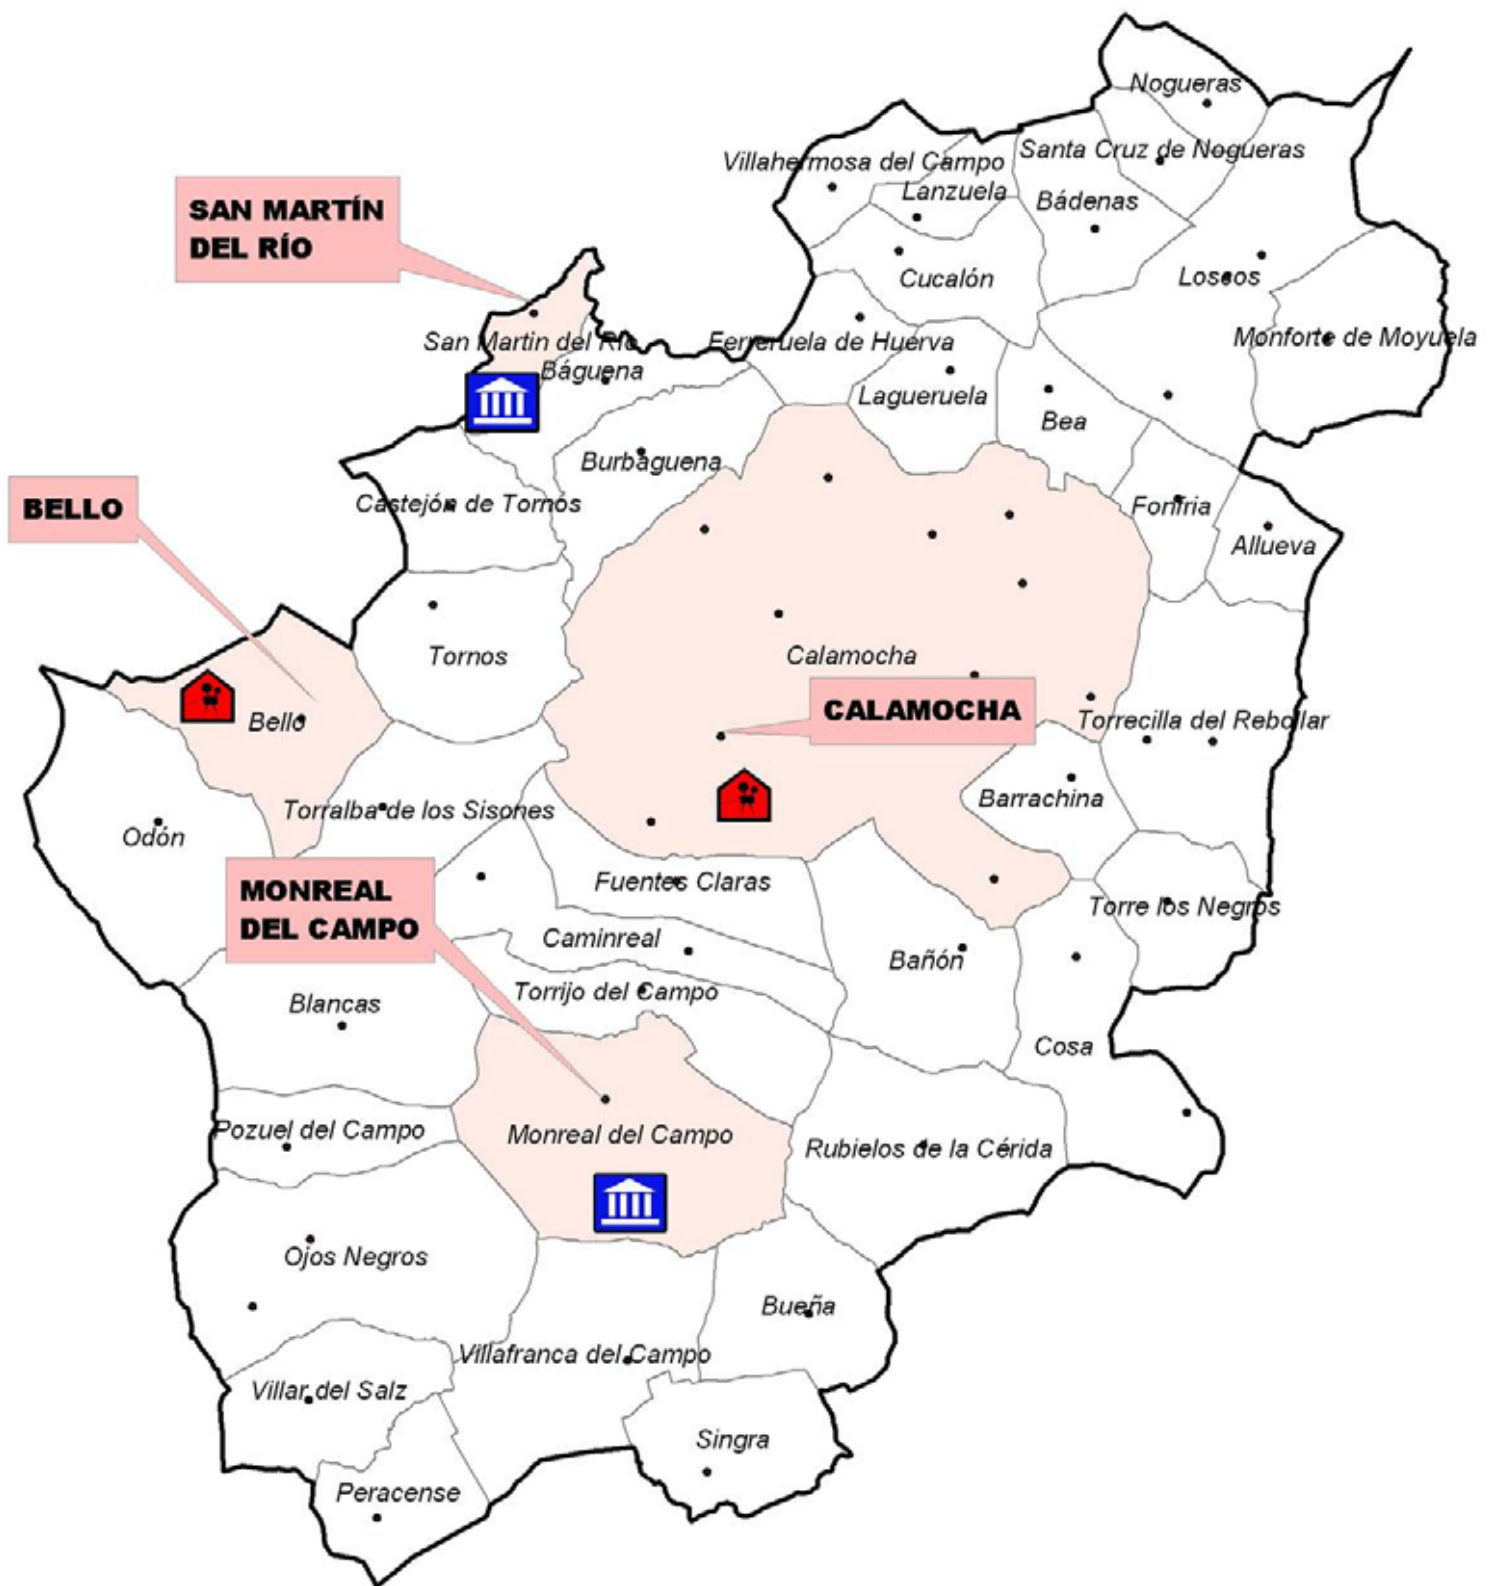 Nogueras
Santa Cruz de Nogueras
Villahermosa del Campo
Lanzuela
Bádenas
SAN MARTÍN
DEL RÍO
Cucalón
Loscos
San Martin del Río
Ferreruela de Huerva
Monforte de Moyuela
Báguena
Lagueruela
Bea
Burbaguena
BELLO
Castejón de Tornos
Fonfria
Allueva
Tornos
Calamocha
Bello
CALAMOCHA
Torrecilla del Rebollar
Torralba de los Sisones
Barrachina
Odón
MONREAL
DEL CAMPO
Fuentes Claras
Torre los Negros
Caminreal
Bañón
Torrijo del Campo
Blancas
Cosa
Pozuel del Campo
Monreal del Campo
Rubielos de la Cérida
Ojos Negros
Bueña
Villafranca del Campo
Villar del Salz
Singra
Peracense